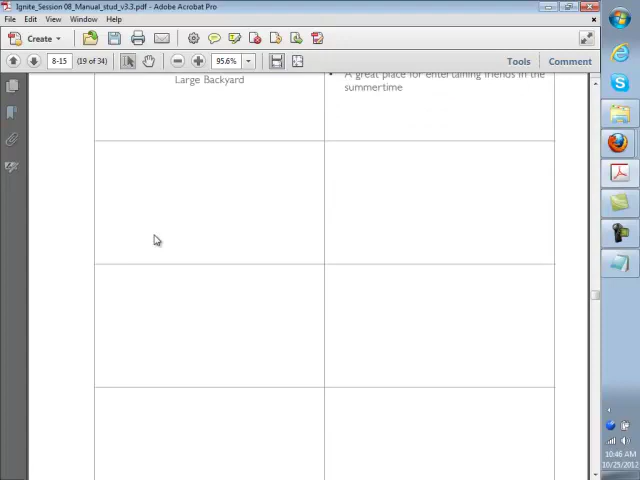 Ignite_Session 08_Manual_stud_v3.3.pdf - Adobe Acrobat Pro
File Edit View Window Help
Create
8-15 (19 of 34) 95.6% Tools Comment
Large Backyard
A great place for entertaining friends in the
summertime
10:46 AM
10/25/2012